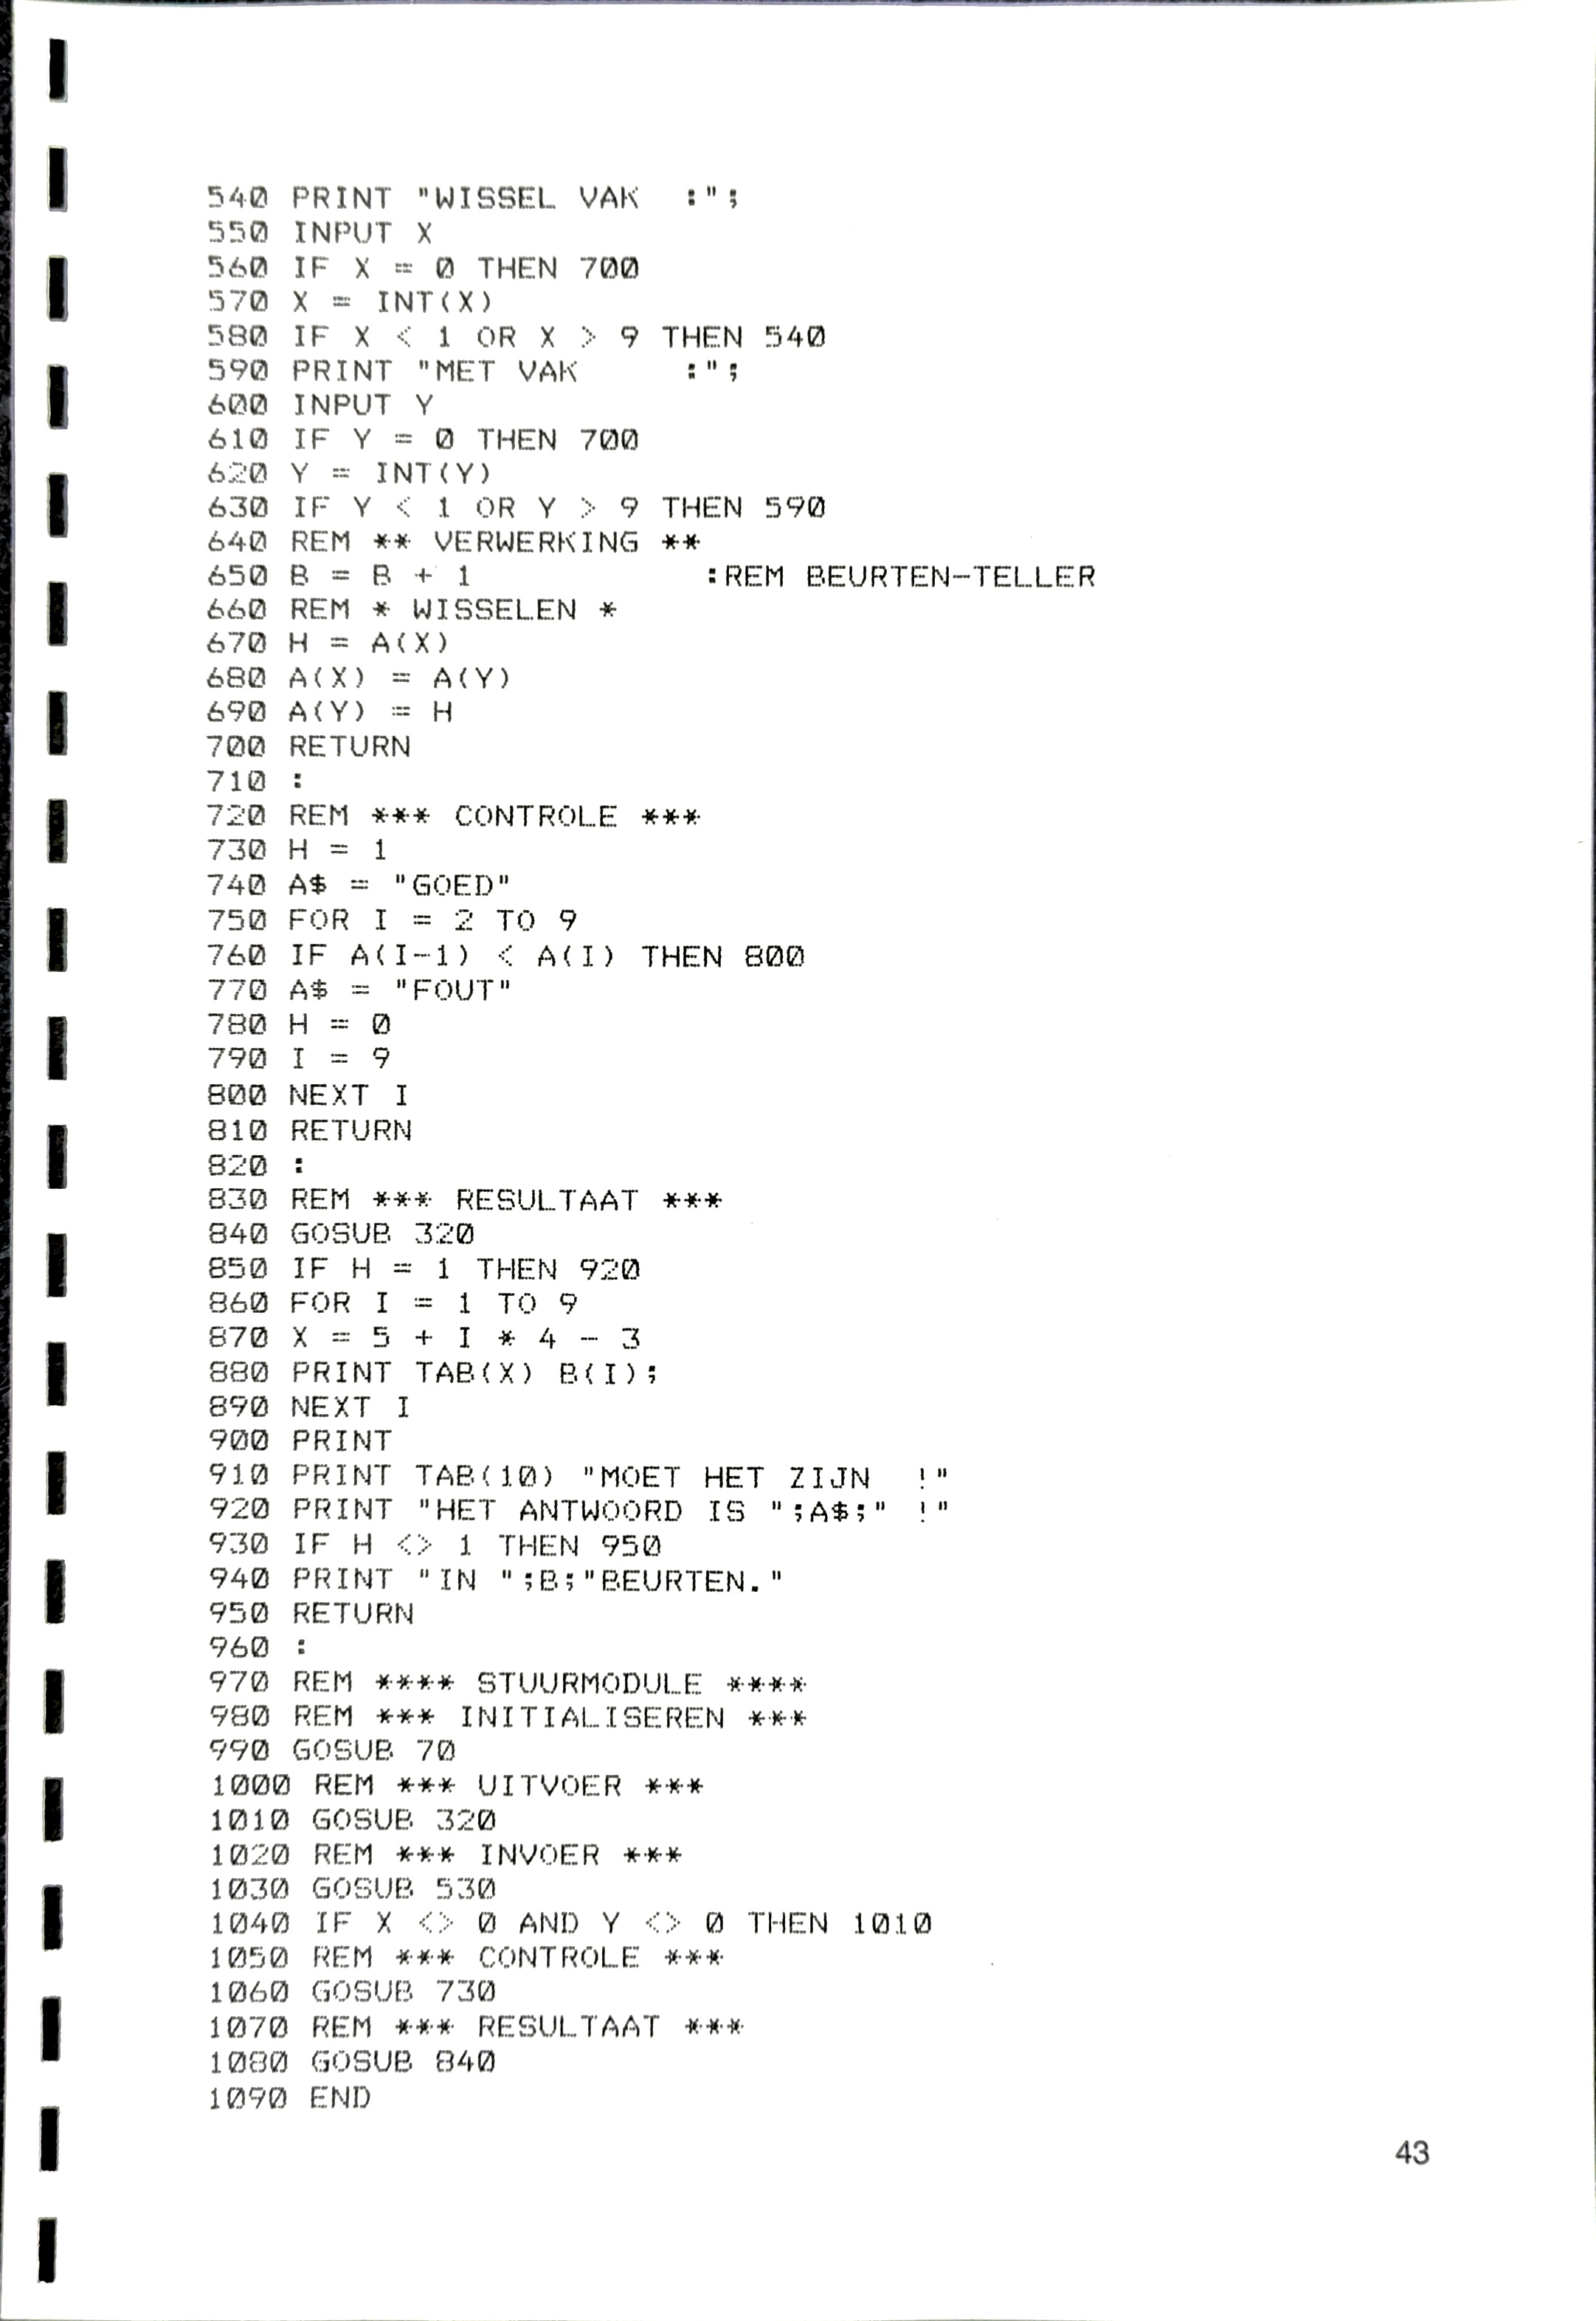 540 PRINT "WISSEL VAK  :";
550 INPUT X
560 IF X = 0 THEN 700
570 X = INT(X)
580 IF X < 1 OR X > 9 THEN 540
590 PRINT "MET VAK     :";
600 INPUT Y
610 IF Y = 0 THEN 700
620 Y = INT(Y)
630 IF Y < 1 OR Y > 9 THEN 590
640 REM ** VERWERKING **
650 B = B + 1           :REM BEURTEN-TELLER
660 REM * WISSELEN *
670 H = A(X)
680 A(X) = A(Y)
690 A(Y) = H
700 RETURN
710 :
720 REM *** CONTROLE ***
730 H = 1
740 A$ = "GOED"
750 FOR I = 2 TO 9
760 IF A(I-1) < A(I) THEN 800
770 A$ = "FOUT"
780 H = 0
790 I = 9
800 NEXT I
810 RETURN
820 :
830 REM *** RESULTAAT ***
840 GOSUB 320
850 IF H = 1 THEN 920
860 FOR I = 1 TO 9
870 X = 5 + I * 4 - 3
880 PRINT TAB(X) B(I);
890 NEXT I
900 PRINT
910 PRINT TAB(10) "MOET HET ZIJN  !"
920 PRINT "HET ANTWOORD IS ";A$;" !"
930 IF H <> 1 THEN 950
940 PRINT "IN ";B;"BEURTEN."
950 RETURN
960 :
970 REM **** STUURMODULE ****
980 REM *** INITIALISEREN ***
990 GOSUB 70
1000 REM *** UITVOER ***
1010 GOSUB 320
1020 REM *** INVOER ***
1030 GOSUB 530
1040 IF X <> 0 AND Y <> 0 THEN 1010
1050 REM *** CONTROLE ***
1060 GOSUB 730
1070 REM *** RESULTAAT ***
1080 GOSUB 840
1090 END
43